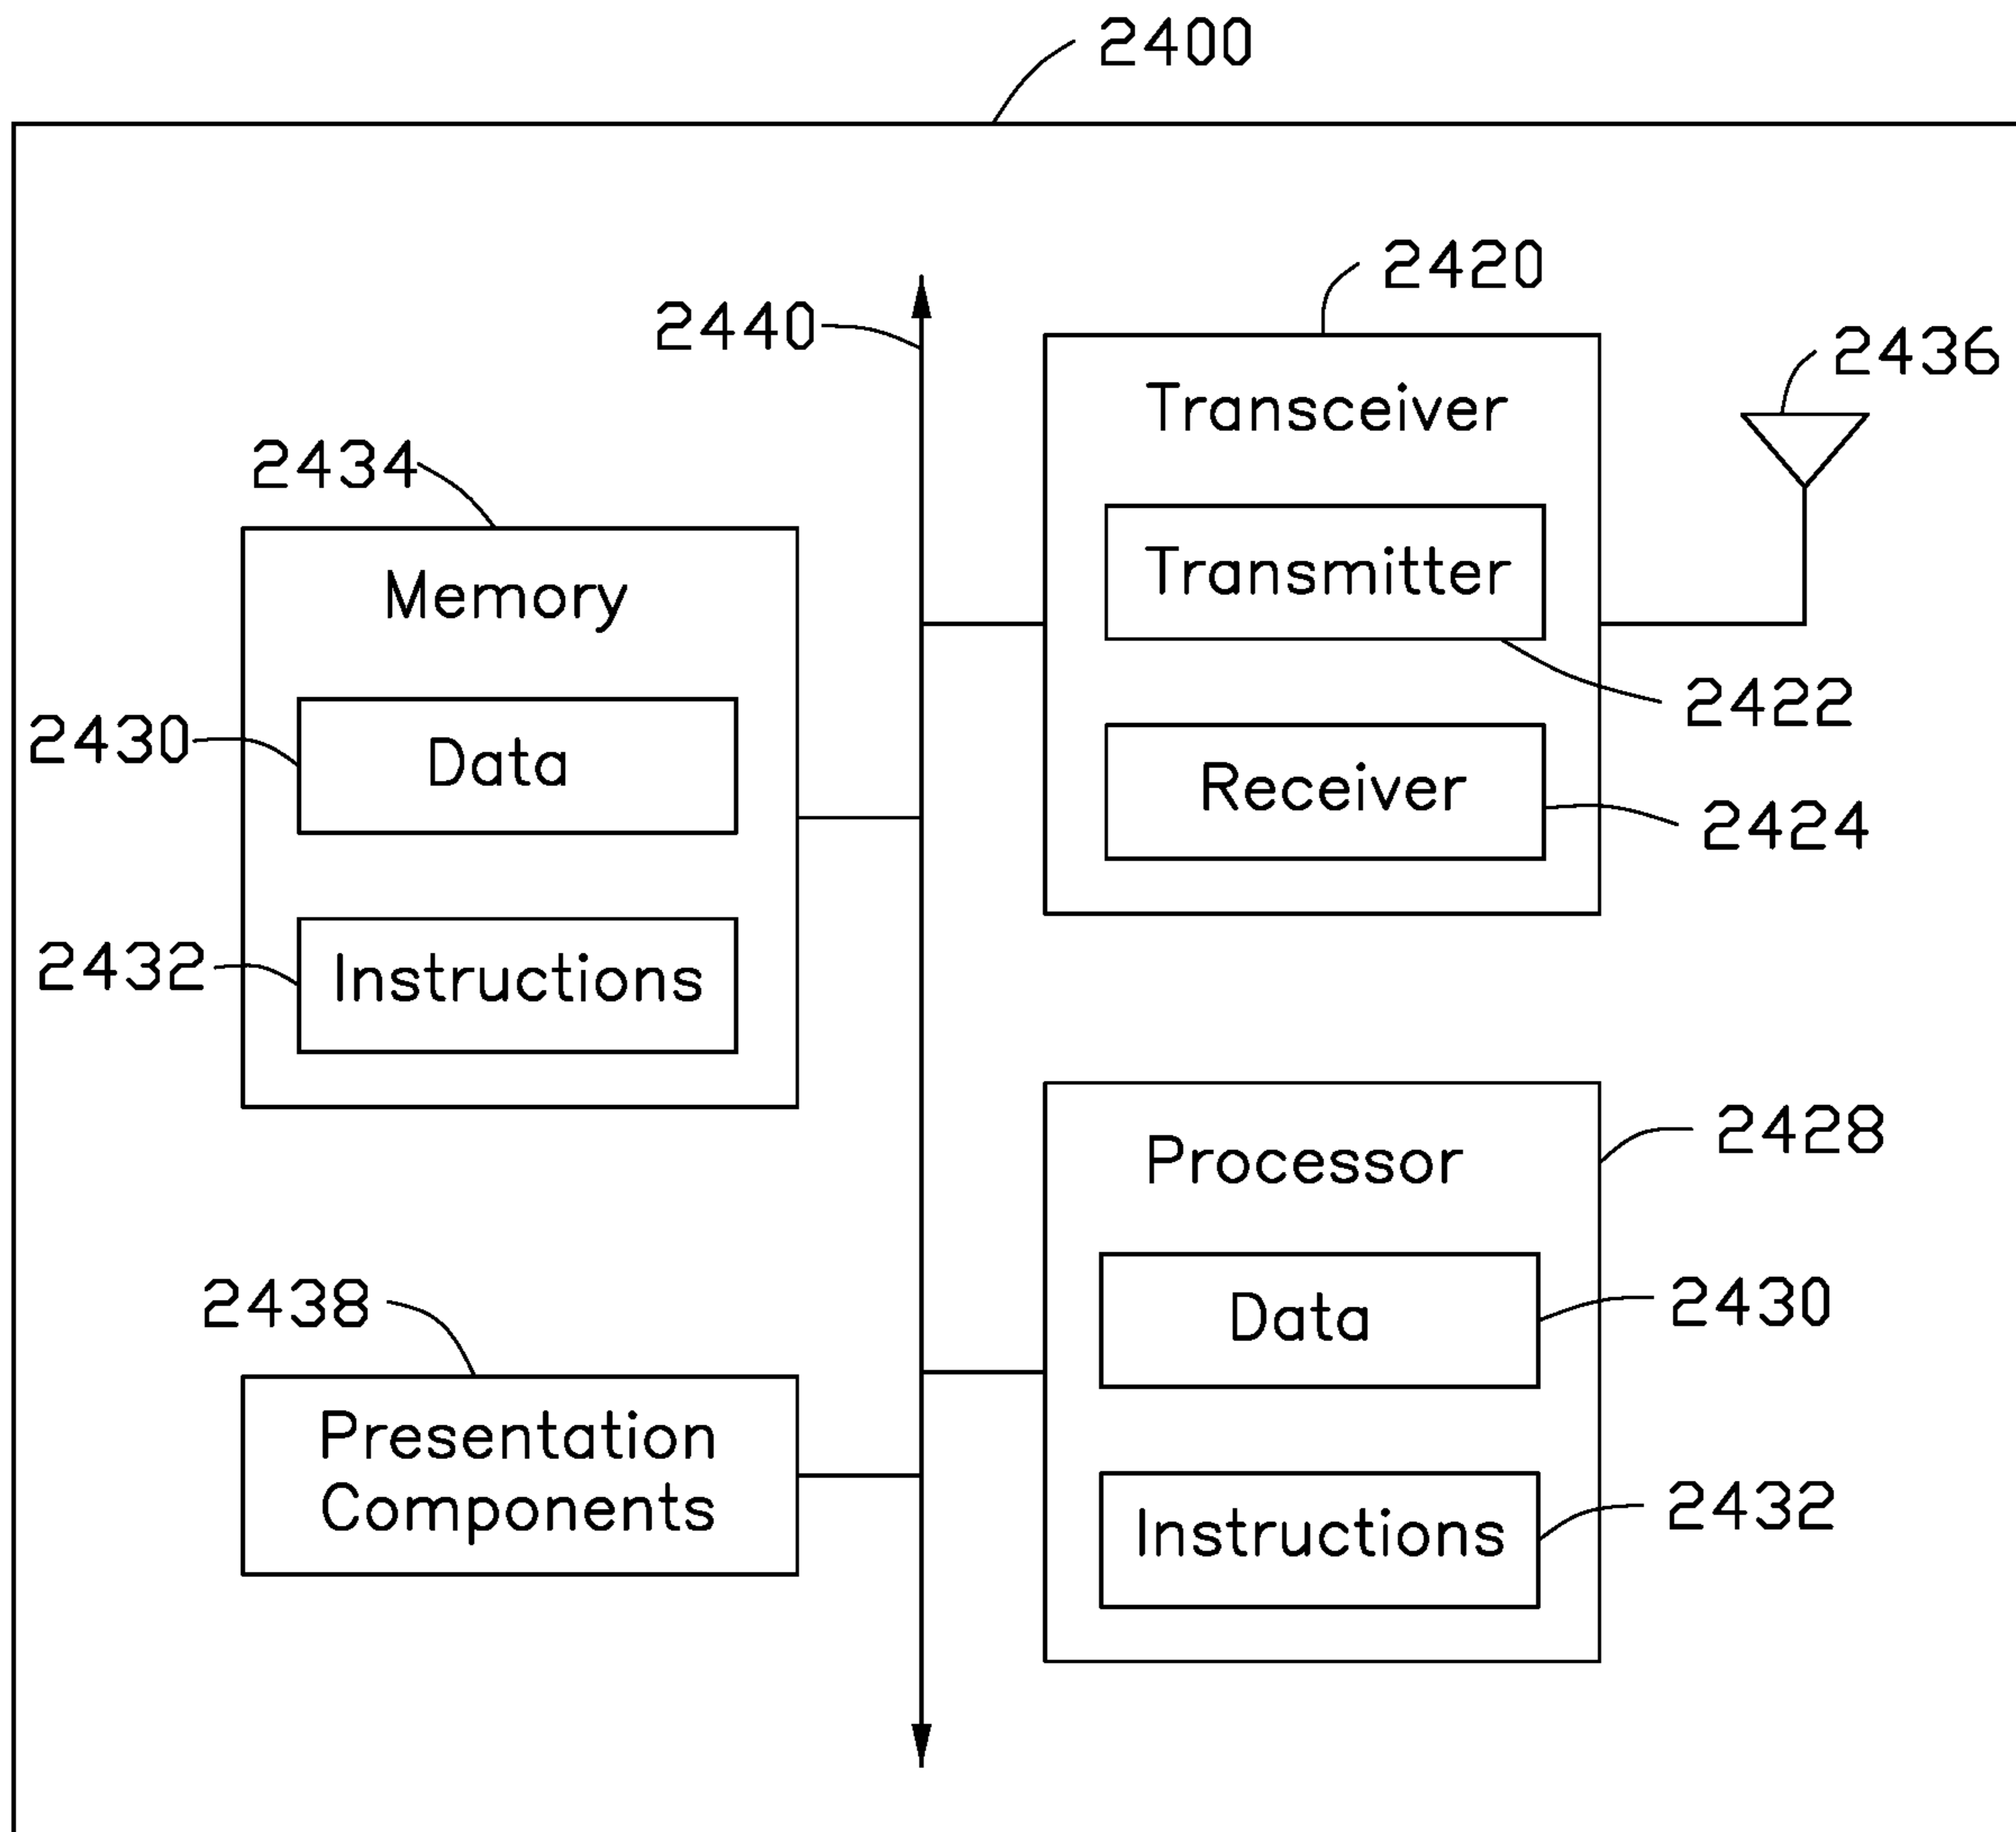 2400
2420
2440
2436
Transceiver
2434
Transmitter
Memory
2422
2430
Data
Receiver
2424
2432
Instructions
2428
Processor
2438
Data
2430
Presentation
Components
Instructions
2432